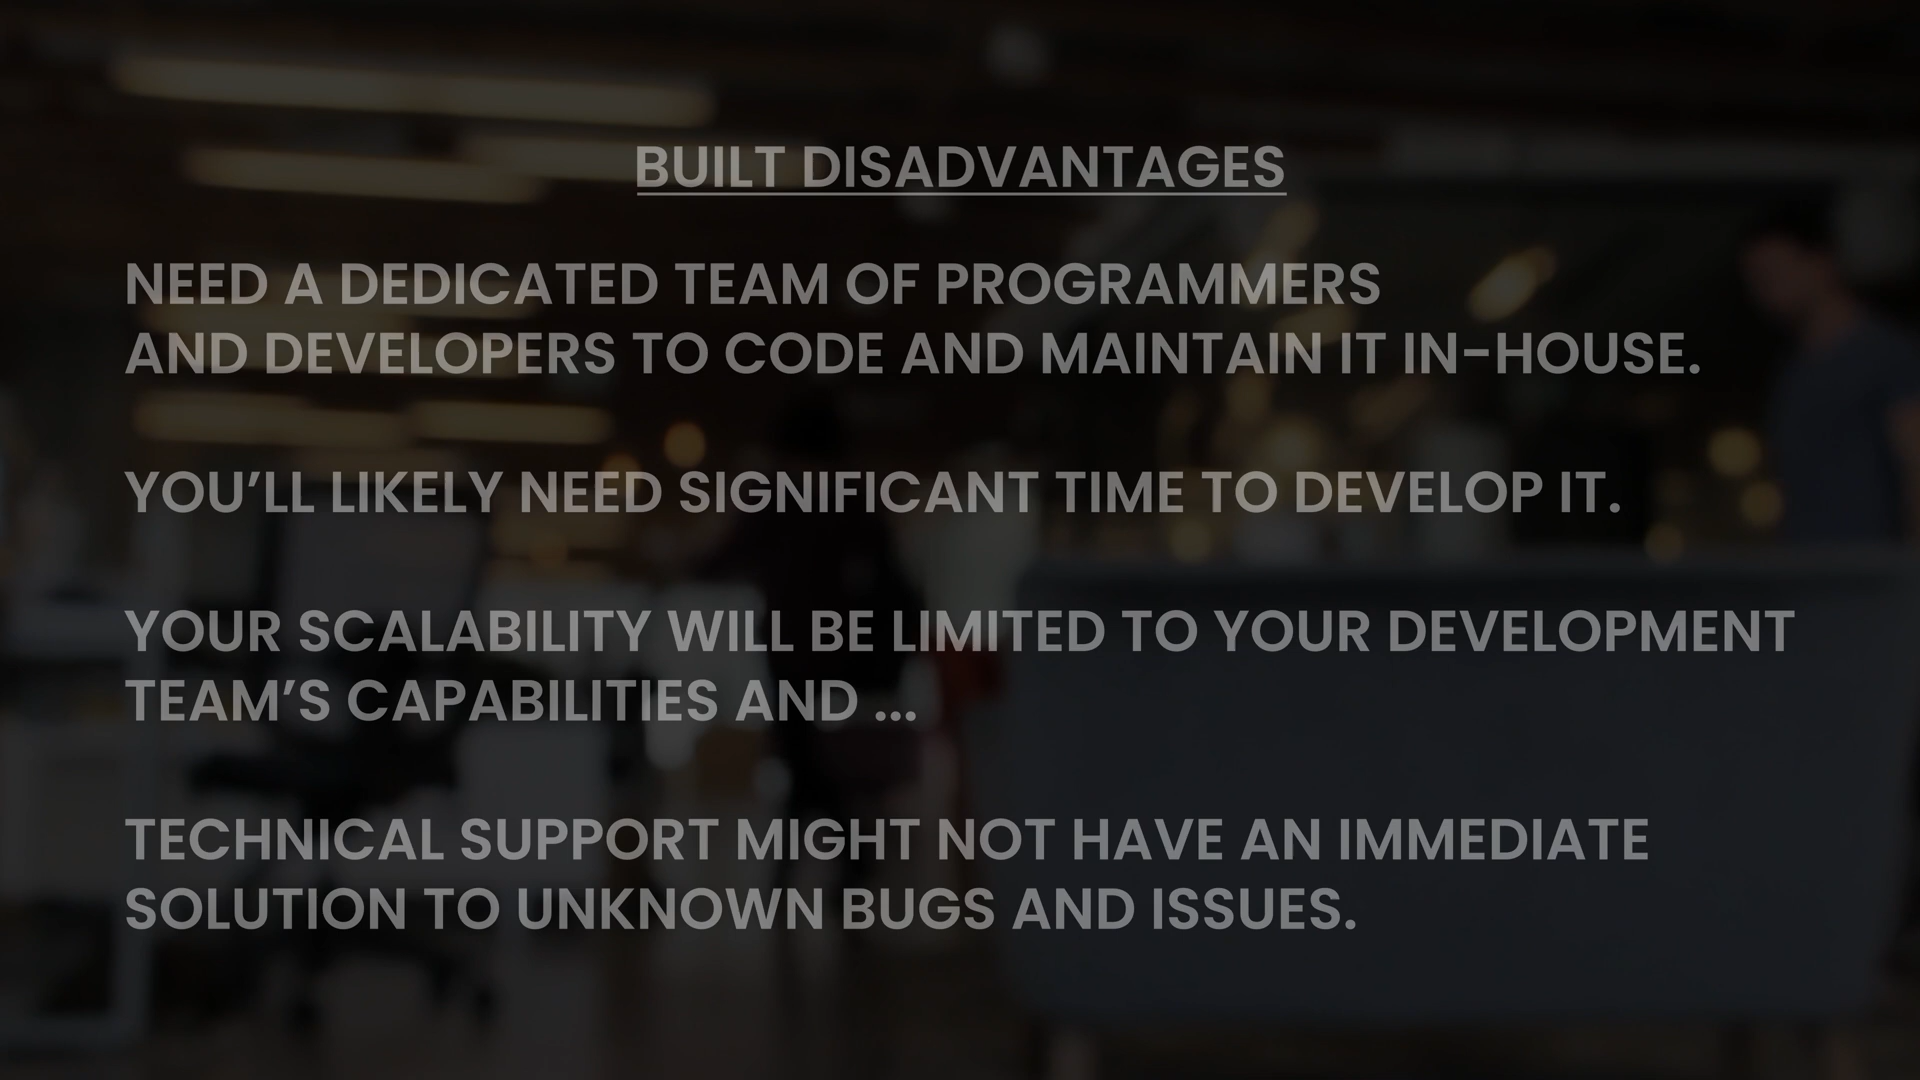 BUILT DISADVANTAGES
NEED A DEDICATED TEAM OF PROGRAMMERS
AND DEVELOPERS TO CODE AND MAINTAIN IT IN-HOUSE.
YOU’LL LIKELY NEED SIGNIFICANT TIME TO DEVELOP IT.
YOUR SCALABILITY WILL BE LIMITED TO YOUR DEVELOPMENT
TEAM’S CAPABILITIES AND ...
TECHNICAL SUPPORT MIGHT NOT HAVE AN IMMEDIATE
SOLUTION TO UNKNOWN BUGS AND ISSUES.